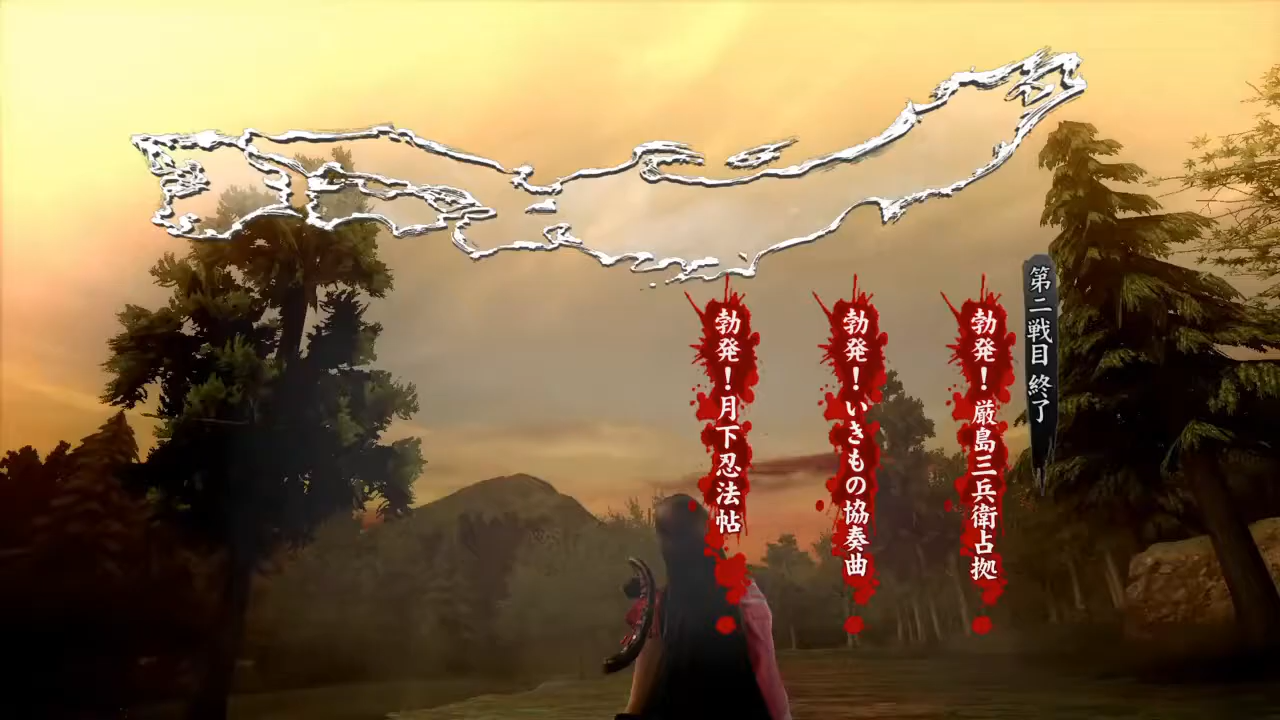 第二戦目 終了
勃発！厳島三兵衛占拠
勃発！いきもの協奏曲
勃発！月下忍法帖